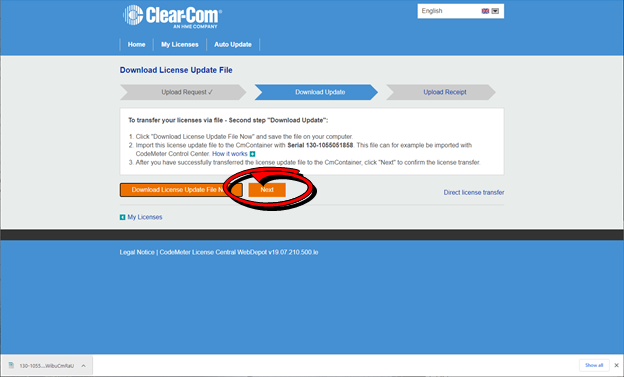 Clear-Com
AN HME COMPANY
English
Home My Licenses Auto Update
Download License Update File
Upload Request ✓ Download Update Upload Receipt
To transfer your licenses via file - Second step "Download Update":
1. Click "Download License Update File Now" and save the file on your computer.
2. Import this license update file to the CmContainer with Serial 130-1055051858. This file can for example be imported with
CodeMeter Control Center. How it works
3. After you have successfully transferred the license update file to the CmContainer, click "Next" to confirm the license transfer
Download License Update File N Next
Direct license transfer
My Licenses
Legal Notice | CodeMeter License Central WebDepot v19.07.210.500.le
130-1055....WibuCmRaU
Show all